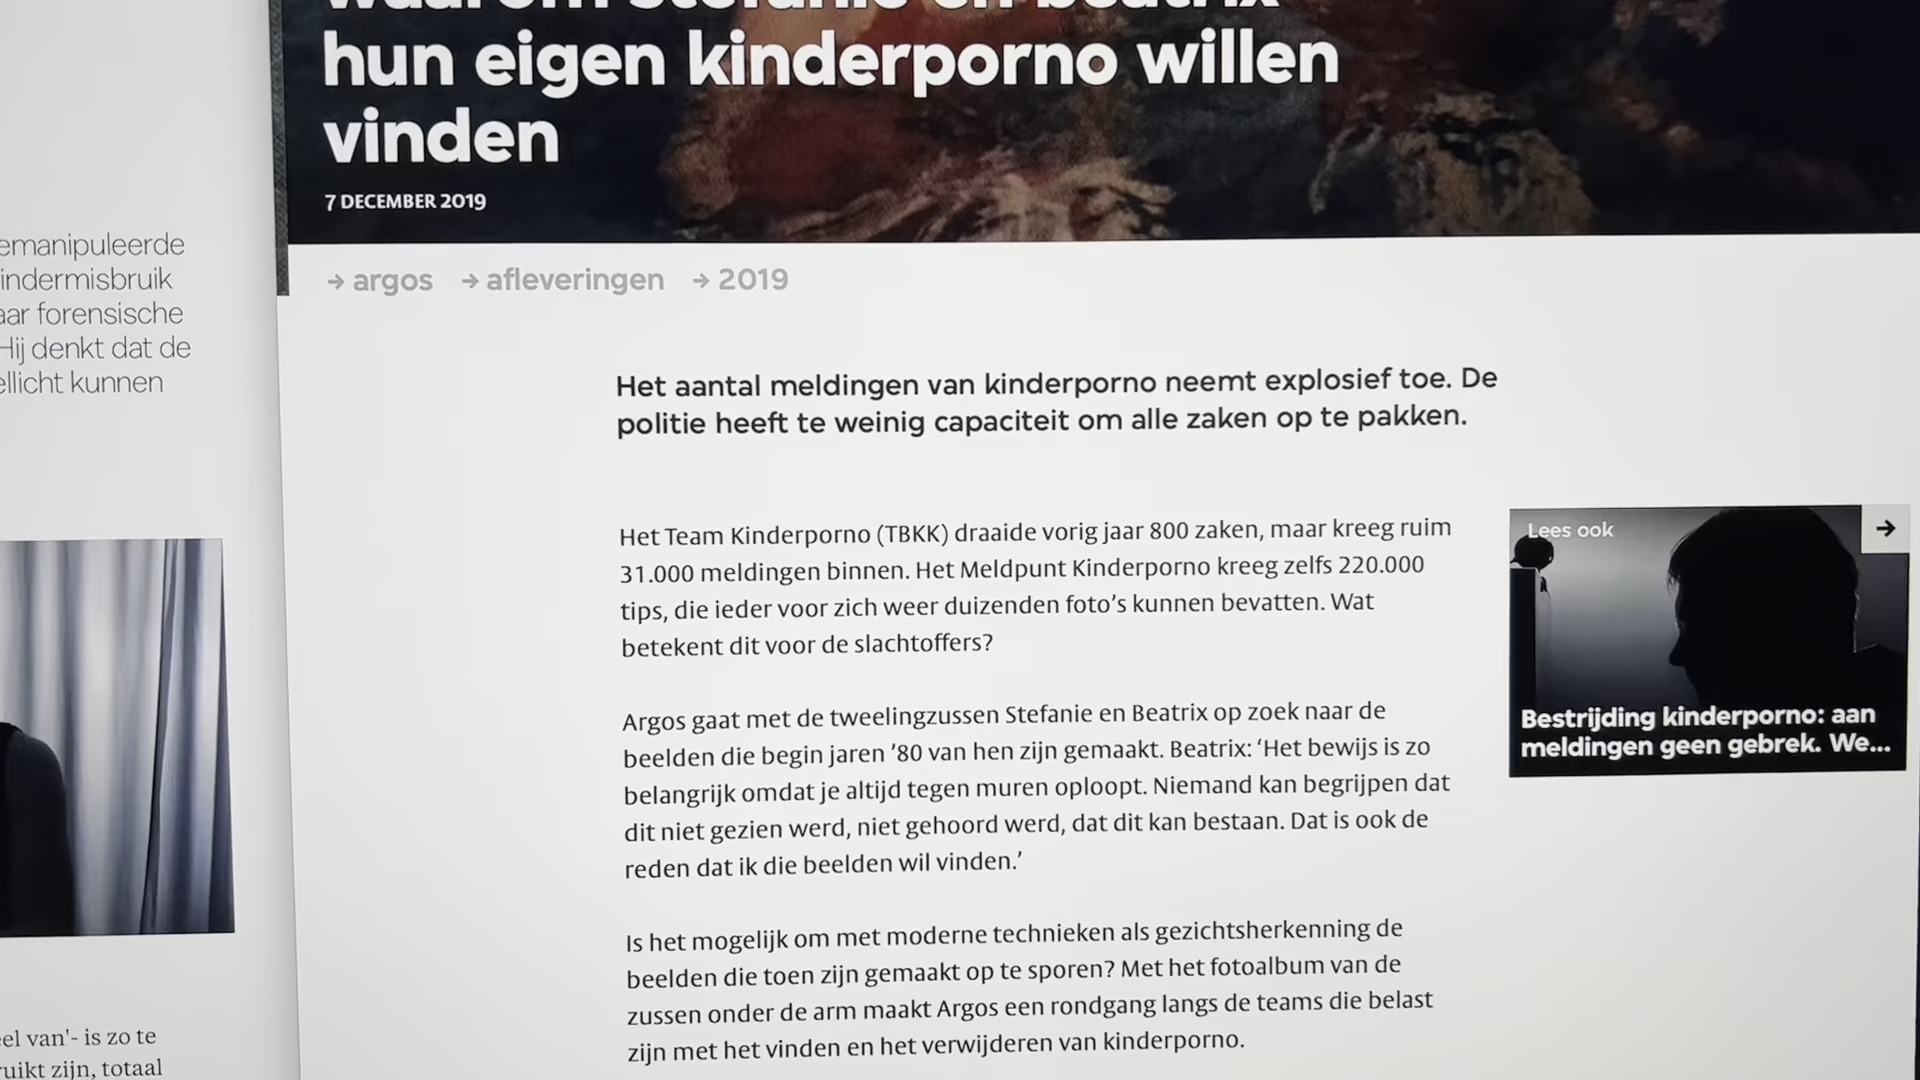 waarom stefanie en beatrix
hun eigen kinderporno willen
vinden
7 DECEMBER 2019
→ argos → afleveringen → 2019
emanipuleerde
indermisbruik
aar forensische
Hij denkt dat de
ellicht kunnen
Het aantal meldingen van kinderporno neemt explosief toe. De
politie heeft te weinig capaciteit om alle zaken op te pakken.
Het Team Kinderporno (TBKK) draaide vorig jaar 800 zaken, maar kreeg ruim
31.000 meldingen binnen. Het Meldpunt Kinderporno kreeg zelfs 220.000
tips, die ieder voor zich weer duizenden foto's kunnen bevatten. Wat
betekent dit voor de slachtoffers?
Argos gaat met de tweelingzussen Stefanie en Beatrix op zoek naar de
beelden die begin jaren '80 van hen zijn gemaakt. Beatrix: 'Het bewijs is zo
belangrijk omdat je altijd tegen muren oploopt. Niemand kan begrijpen dat
dit niet gezien werd, niet gehoord werd, dat dit kan bestaan. Dat is ook de
reden dat ik die beelden wil vinden.'
Is het mogelijk om met moderne technieken als gezichtsherkenning de
beelden die toen zijn gemaakt op te sporen? Met het fotoalbum van de
zussen onder de arm maakt Argos een rondgang langs de teams die belast
zijn met het vinden en het verwijderen van kinderporno.
Lees ook →
Bestrijding kinderporno: aan
meldingen geen gebrek. We...
el van'- is zo te
ruikt zijn, totaal